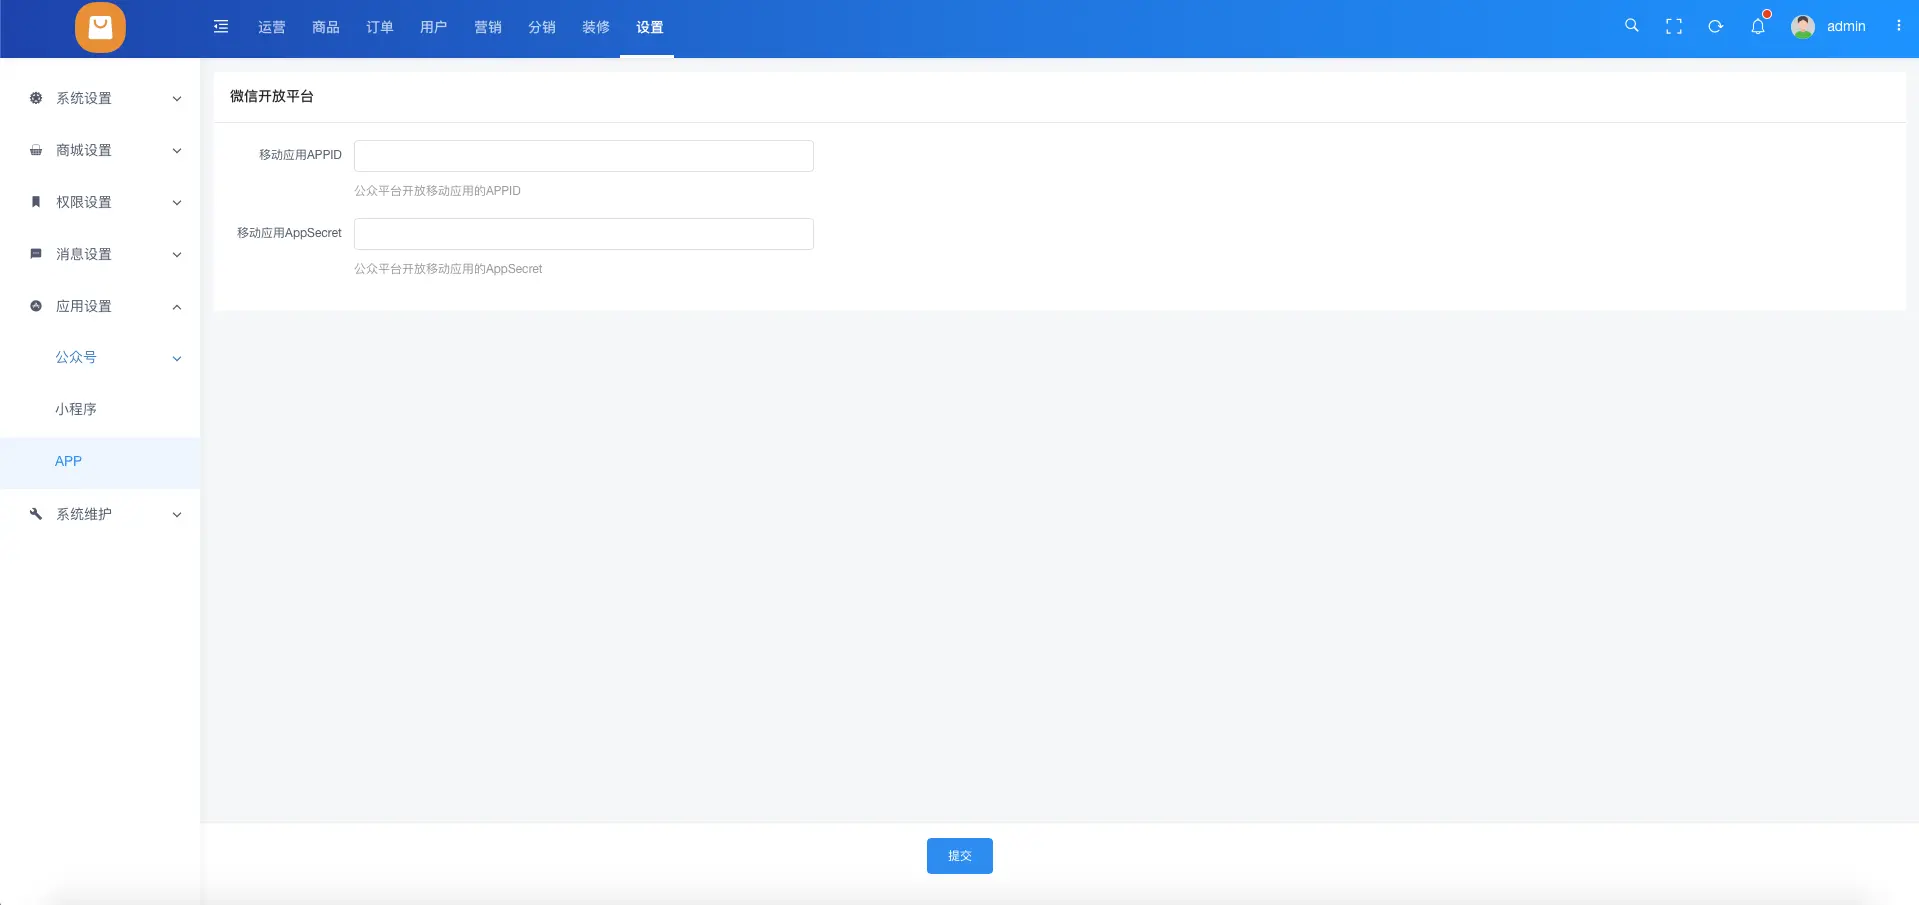 运营 商品 订单 用户 营销 分销 装修 设置 admin
系统设置
商城设置
权限设置
消息设置
应用设置
公众号
小程序
APP
系统维护
微信开放平台
移动应用APPID
公众平台开放移动应用的APPID
移动应用AppSecret
公众平台开放移动应用的AppSecret
提交